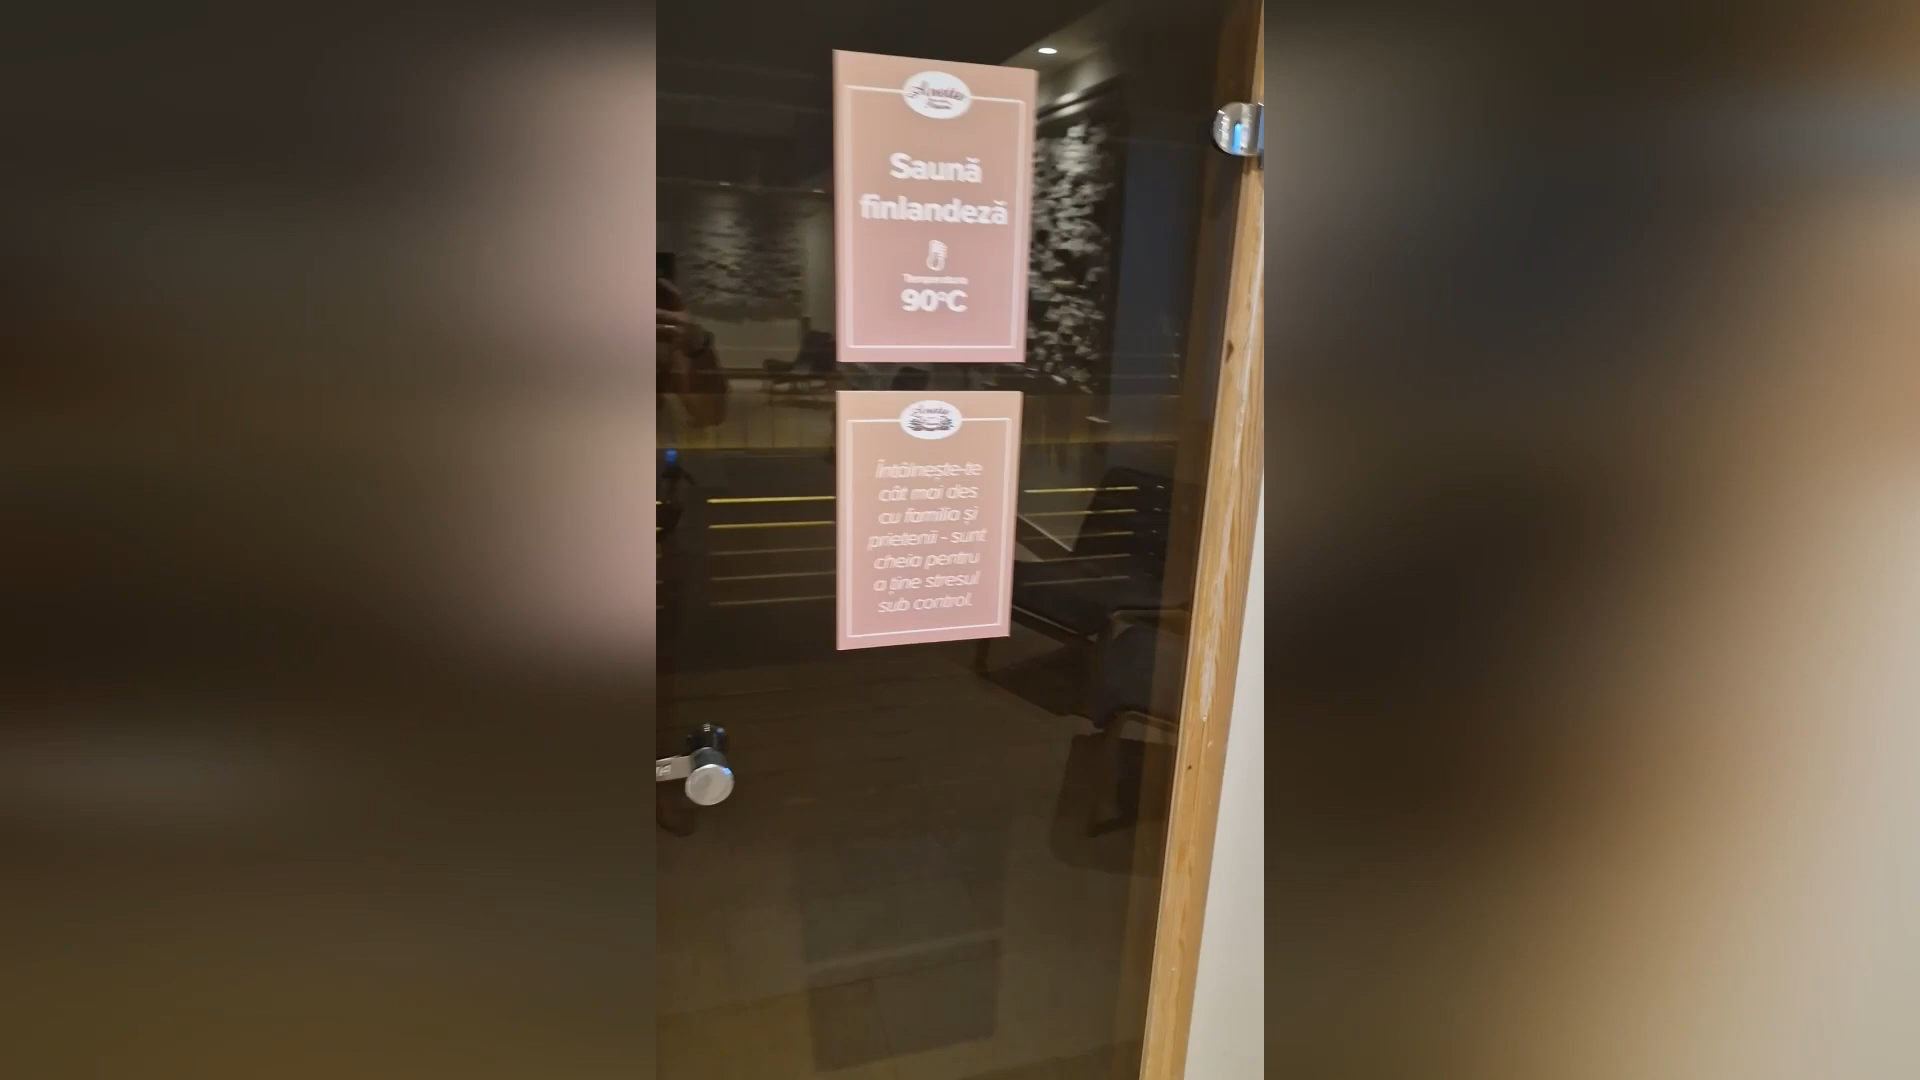 Saună
finlandeză
Temperatura
90°C
Întâlnește-te
cât mai des
cu familia și
prietenii - sunt
cheia pentru
a ține stresul
sub control.